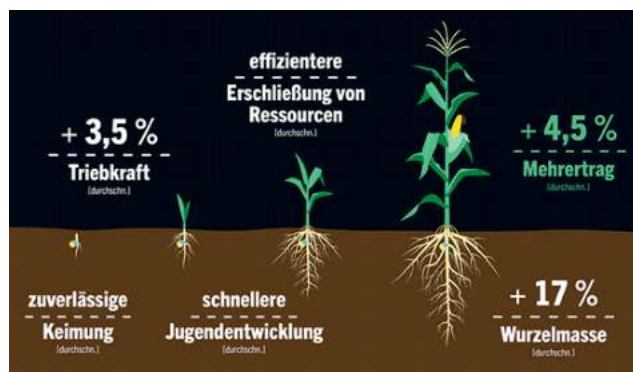 effizientere
Erschließung von
Ressourcen
[durchschn.]
+ 3,5 %
Triebkraft
[durchschn.]
+ 4,5 %
Mehrertrag
[durchschn.]
zuverlässige
Keimung
[durchschn.]
schnellere
Jugendentwicklung
[durchschn.]
+ 17 %
Wurzelmasse
[durchschn.]